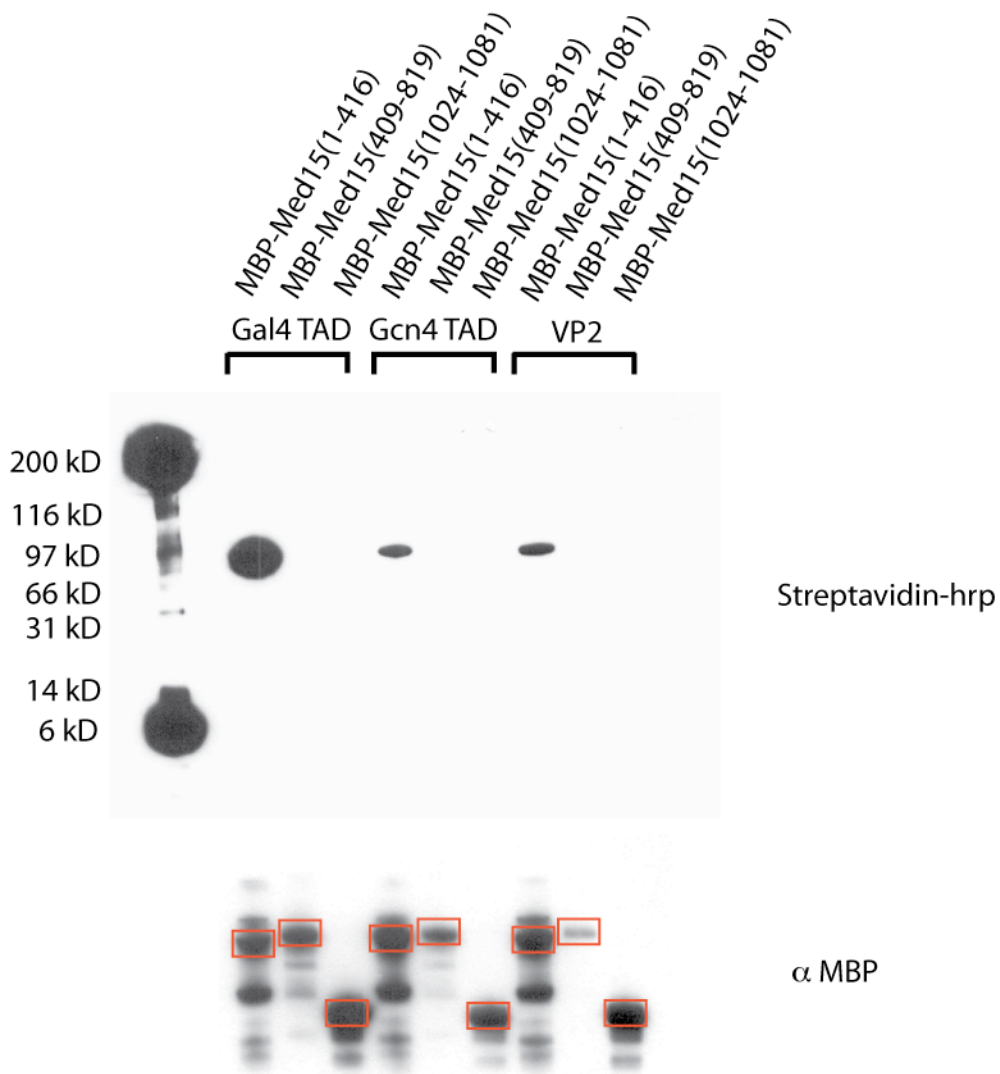 MBP-Med15(1-416)
MBP-Med15(409-819)
MBP-Med15(1024-1081)
MBP-Med15(1-416)
MBP-Med15(409-819)
MBP-Med15(1024-1081)
MBP-Med15(1-416)
MBP-Med15(409-819)
MBP-Med15(1024-1081)
Gal4 TAD
Gcn4 TAD
VP2
200 kD
116 kD
97 kD
66 kD
31 kD
14 kD
6 kD
Streptavidin-hrp
α MBP